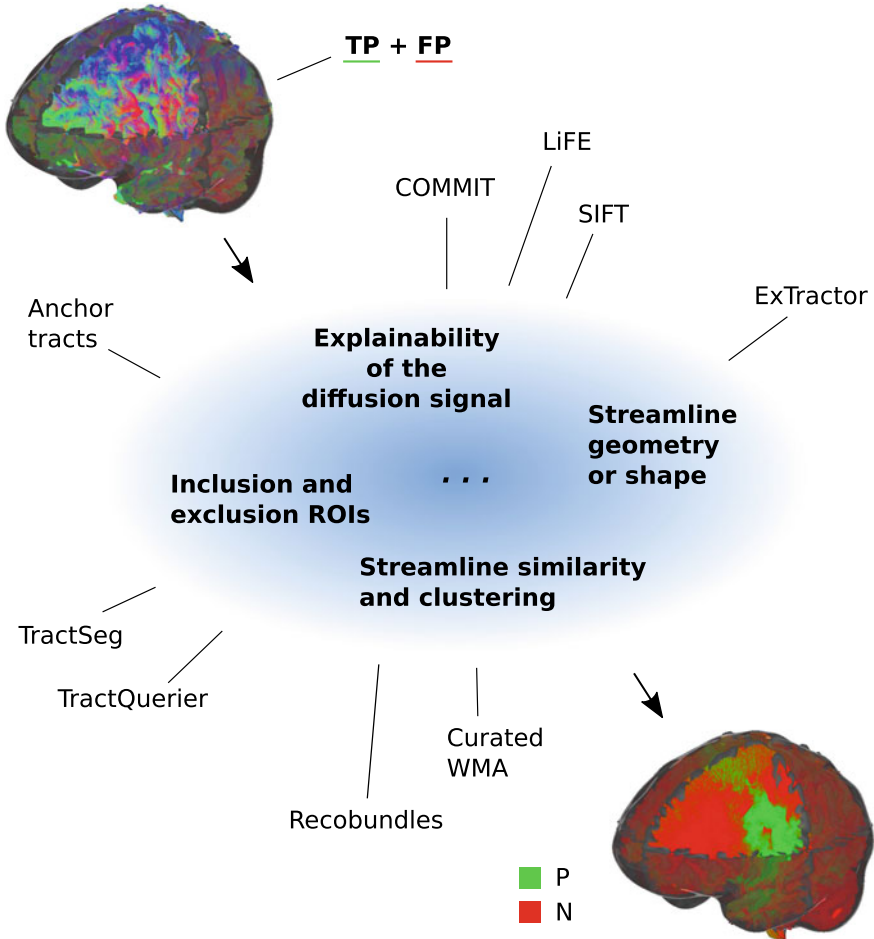 TP + FP
LiFE
COMMIT
SIFT
ExTractor
Anchor
tracts
Explainability
of the
diffusion signal
Streamline
geometry
or shape
. . .
Inclusion and
exclusion ROIs
Streamline similarity
and clustering
TractSeg
TractQuerier
Curated
WMA
Recobundles
P
N